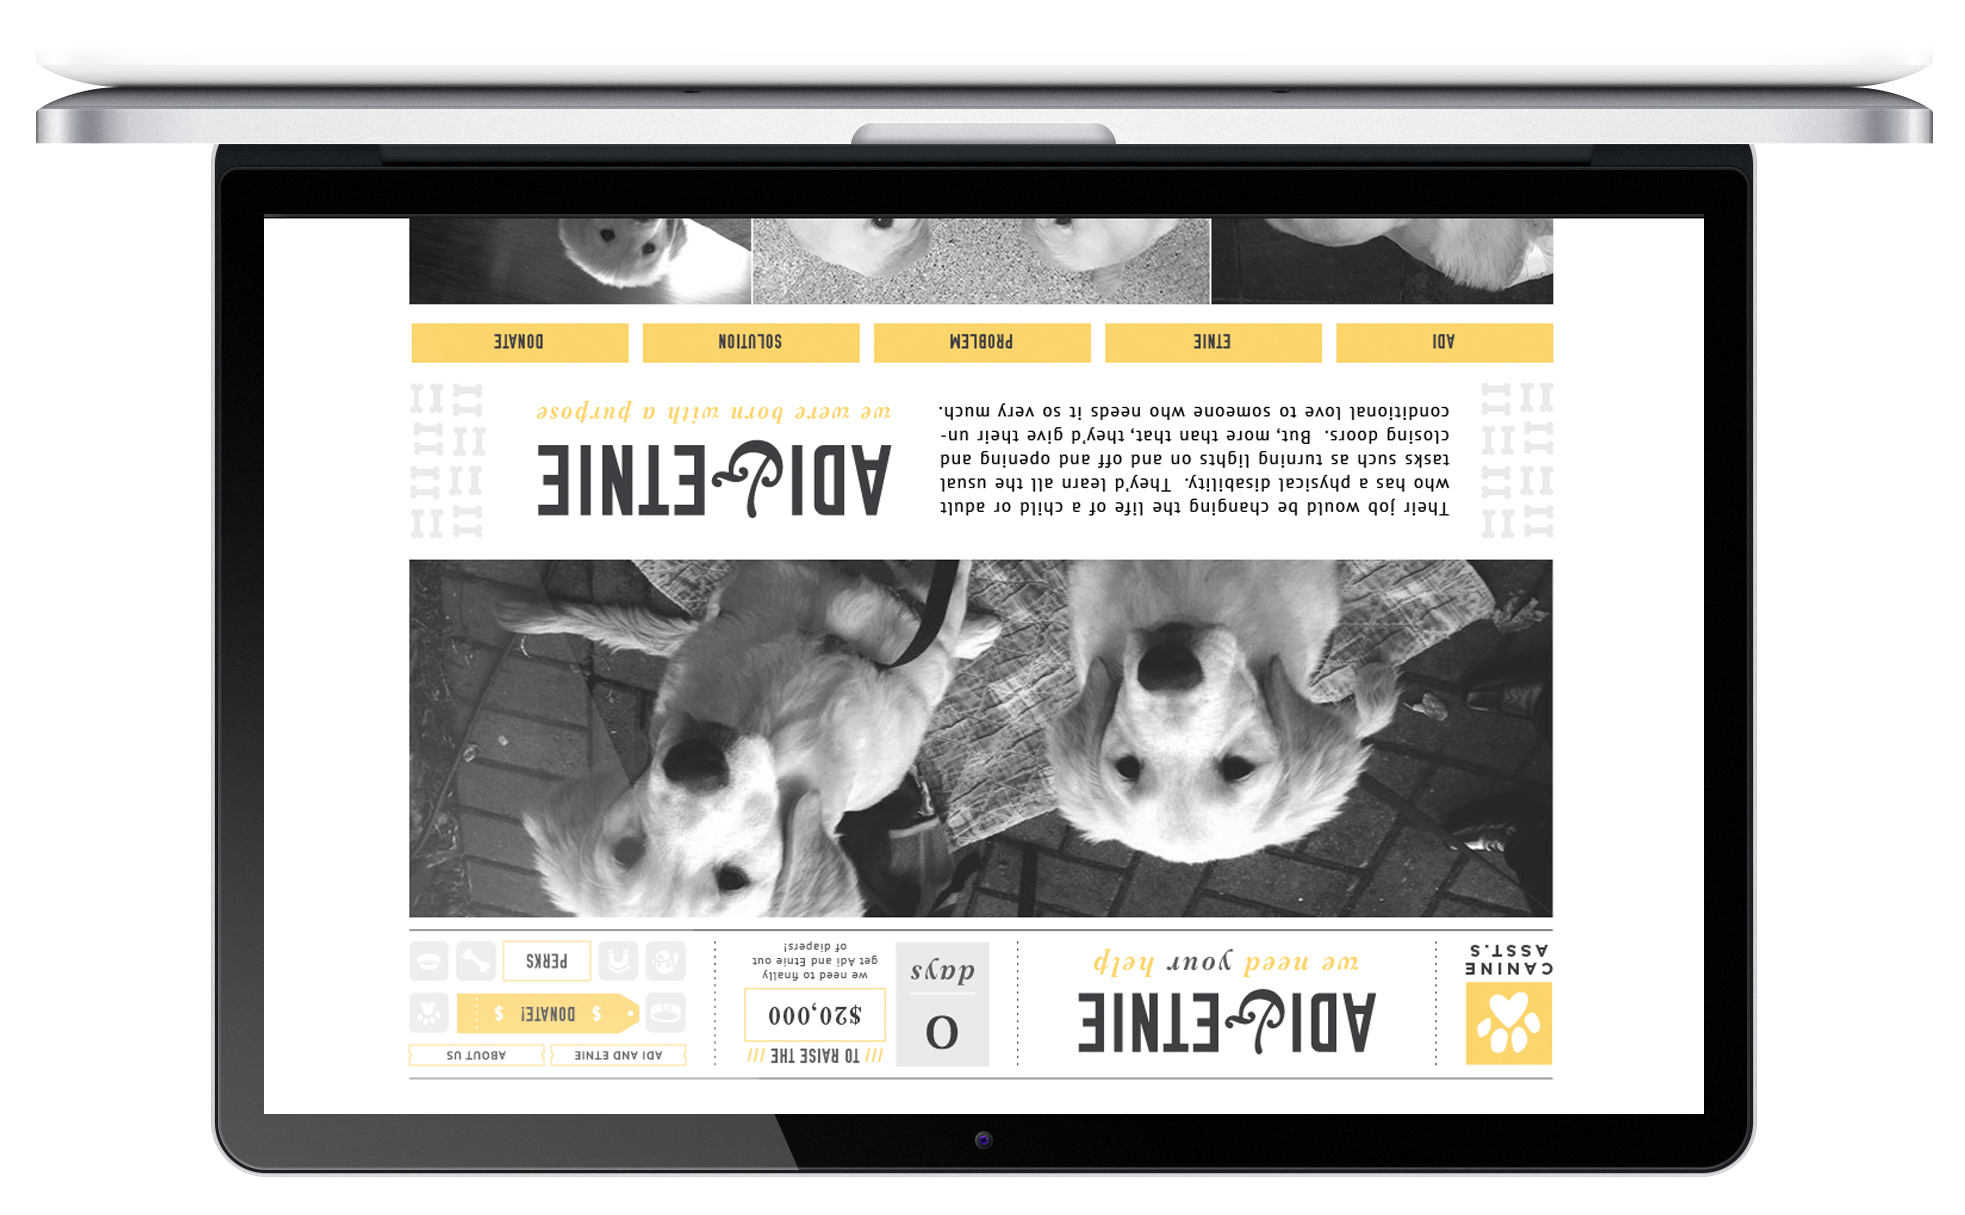 CANINE
ASST.S
ADI&ETNIE
we need your help
0
days
/// TO RAISE THE ///
$20,000
we need to finally
get Adi and Etnie out
of diapers!
ADI AND ETNIE
ABOUT US
$ DONATE! $
PERKS
Their job would be changing the life of a child or adult
who has a physical disability. They'd learn all the usual
tasks such as turning lights on and off and opening and
closing doors. But, more than that, they'd give their un-
conditional love to someone who needs it so very much.
ADI&ETNIE
we were born with a purpose
ADI
ETNIE
PROBLEM
SOLUTION
DONATE